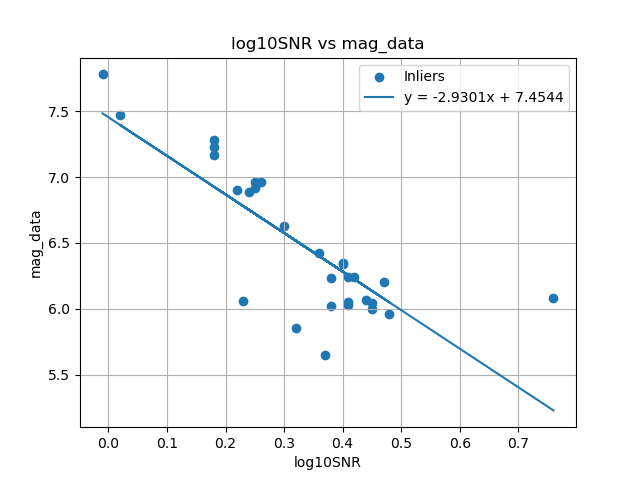 log10SNR vs mag_data
Inliers
y = -2.9301x + 7.4544
7.5
7.0
6.5
6.0
5.5
mag_data
0.0 0.1 0.2 0.3 0.4 0.5 0.6 0.7
log10SNR